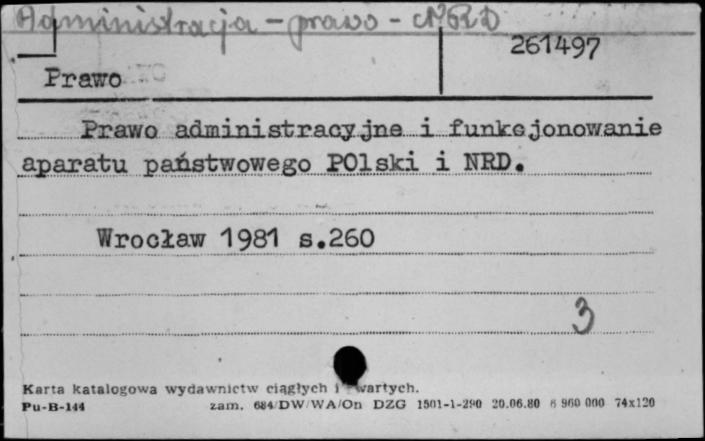 Administracja - prawo - NRD
261497
Prawo
Prawo administracyjne i funkcjonowanie
aparatu państwowego POlski i NRD.
Wrocław 1981 s.260
3
Karta katalogowa wydawnictw ciągłych i zwartych.
Pu-B-144 zam. 684/DW/WA/On DZG 1501-1-290 20.06.80 6 960 000 74x120